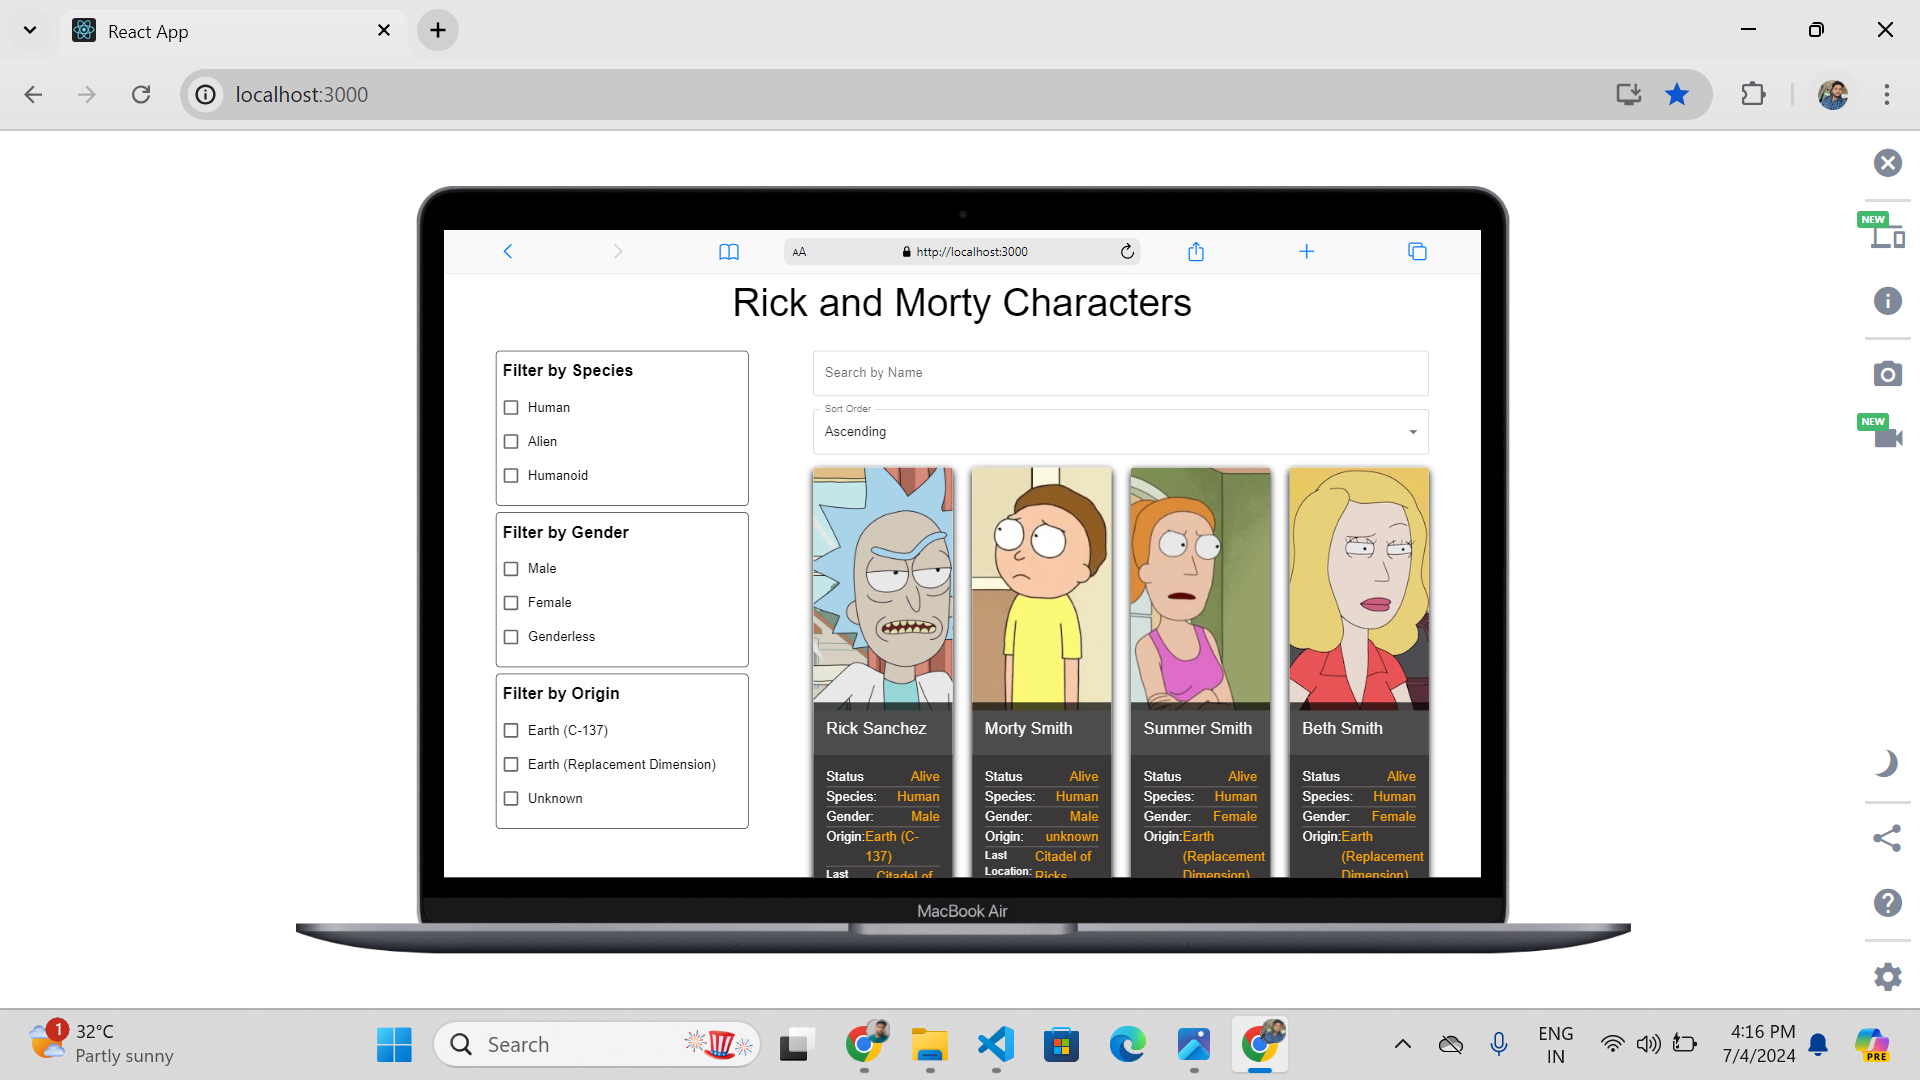 React App
localhost:3000
NEW
NEW
AA
http://localhost:3000
Rick and Morty Characters
Filter by Species
Human
Alien
Humanoid
Filter by Gender
Male
Female
Genderless
Filter by Origin
Earth (C-137)
Earth (Replacement Dimension)
Unknown
Search by Name
Sort Order
Ascending
Rick Sanchez
Status Alive
Species: Human
Gender: Male
Origin: Earth (C-
137)
Last Citadel of
Morty Smith
Status Alive
Species: Human
Gender: Male
Origin: unknown
Last Citadel of
Location: Ricks
Summer Smith
Status Alive
Species: Human
Gender: Female
Origin: Earth
(Replacement
Dimension)
Beth Smith
Status Alive
Species: Human
Gender: Female
Origin: Earth
(Replacement
Dimension)
MacBook Air
1
32°C
Partly sunny
Search
ENG
IN
4:16 PM
7/4/2024
PRE